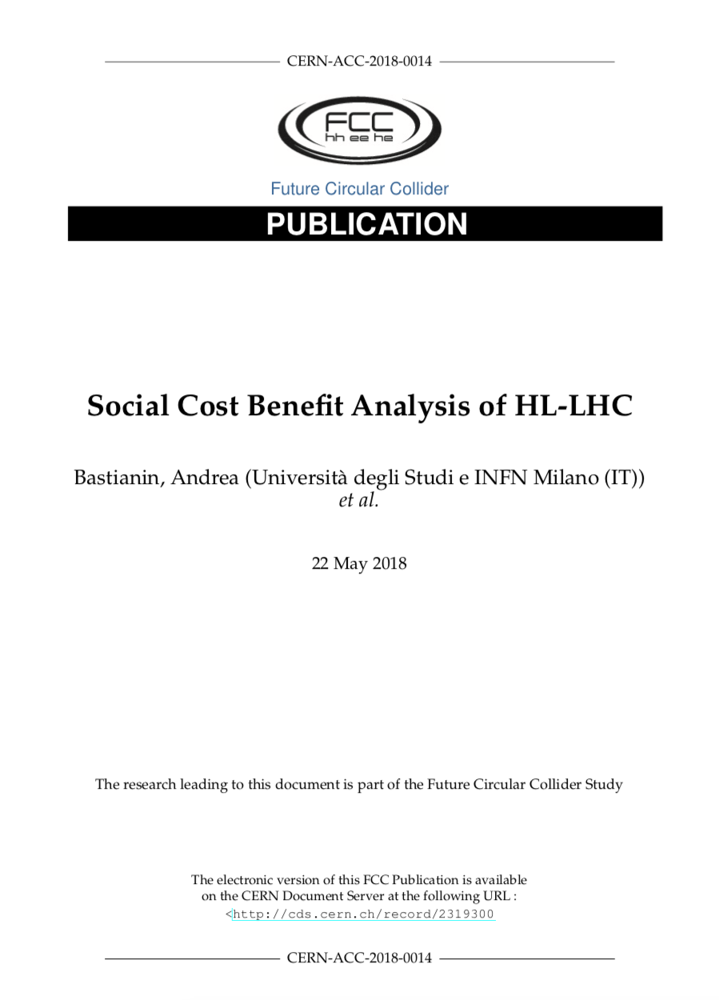 CERN-ACC-2018-0014
FCC
hh ee he
Future Circular Collider
PUBLICATION
Social Cost Benefit Analysis of HL-LHC
Bastianin, Andrea (Università degli Studi e INFN Milano (IT))
et al.
22 May 2018
The research leading to this document is part of the Future Circular Collider Study
The electronic version of this FCC Publication is available
on the CERN Document Server at the following URL :
<http://cds.cern.ch/record/2319300
CERN-ACC-2018-0014